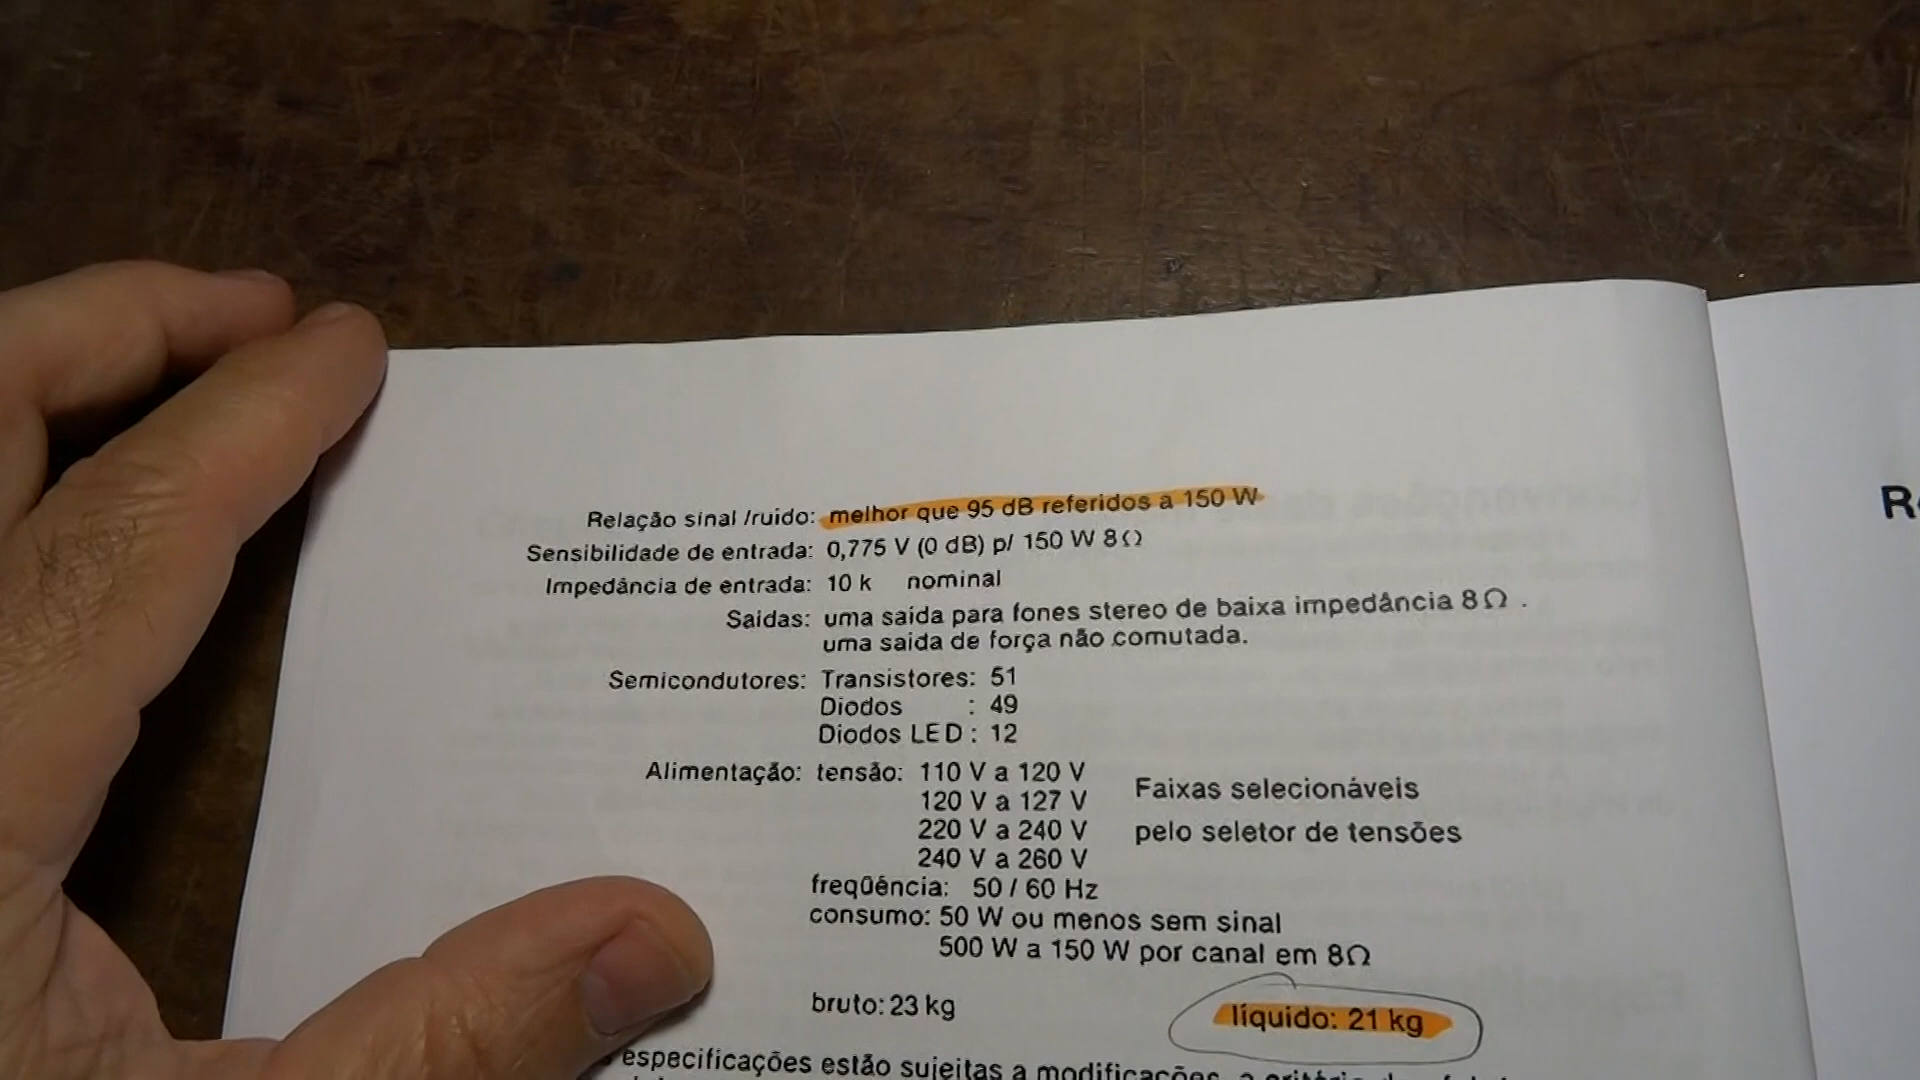 Relação sinal /ruido: melhor que 95 dB referidos a 150 W
Sensibilidade de entrada: 0,775 V (0 dB) p/ 150 W 8Ω
Impedância de entrada: 10 k nominal
Saidas: uma saida para fones stereo de baixa impedância 8Ω .
uma saida de força não comutada.
Semicondutores: Transistores: 51
Diodos : 49
Diodos LED : 12
Alimentação: tensão: 110 V a 120 V
120 V a 127 V
Faixas selecionáveis
220 V a 240 V
pelo seletor de tensões
240 V a 260 V
freqüência: 50 / 60 Hz
consumo: 50 W ou menos sem sinal
500 W a 150 W por canal em 8Ω
bruto: 23 kg líquido: 21 kg
especificações estão sujeitas a modificações